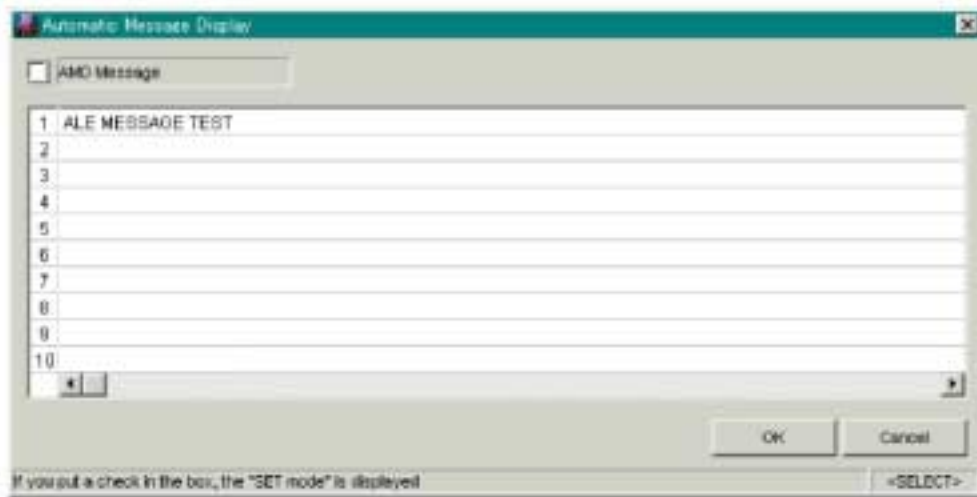 Automatic Message Display
AMD Message
1 ALE MESSAGE TEST
2
3
4
5
6
7
8
9
10
OK Cancel
If you put a check in the box, the "SET mode" is displayed <SELECT>